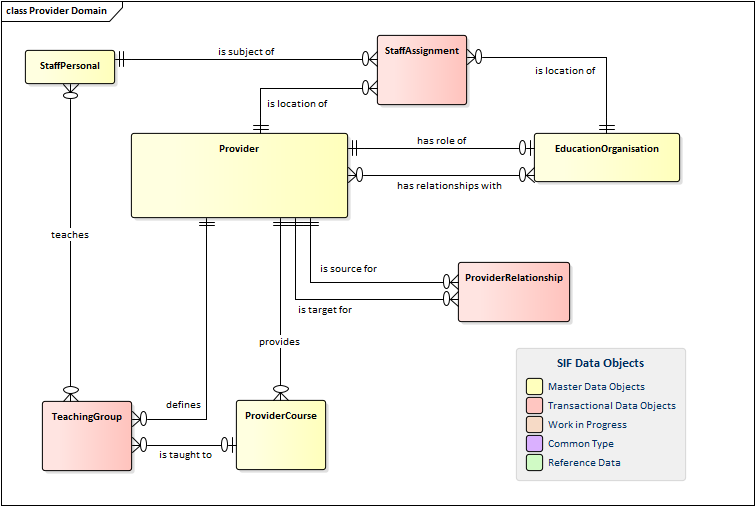 class Provider Domain
StaffPersonal
is subject of
StaffAssignment
is location of
is location of
Provider
has role of
EducationOrganisation
has relationships with
teaches
is source for
ProviderRelationship
is target for
provides
defines
TeachingGroup
ProviderCourse
is taught to
SIF Data Objects
Master Data Objects
Transactional Data Objects
Work in Progress
Common Type
Reference Data